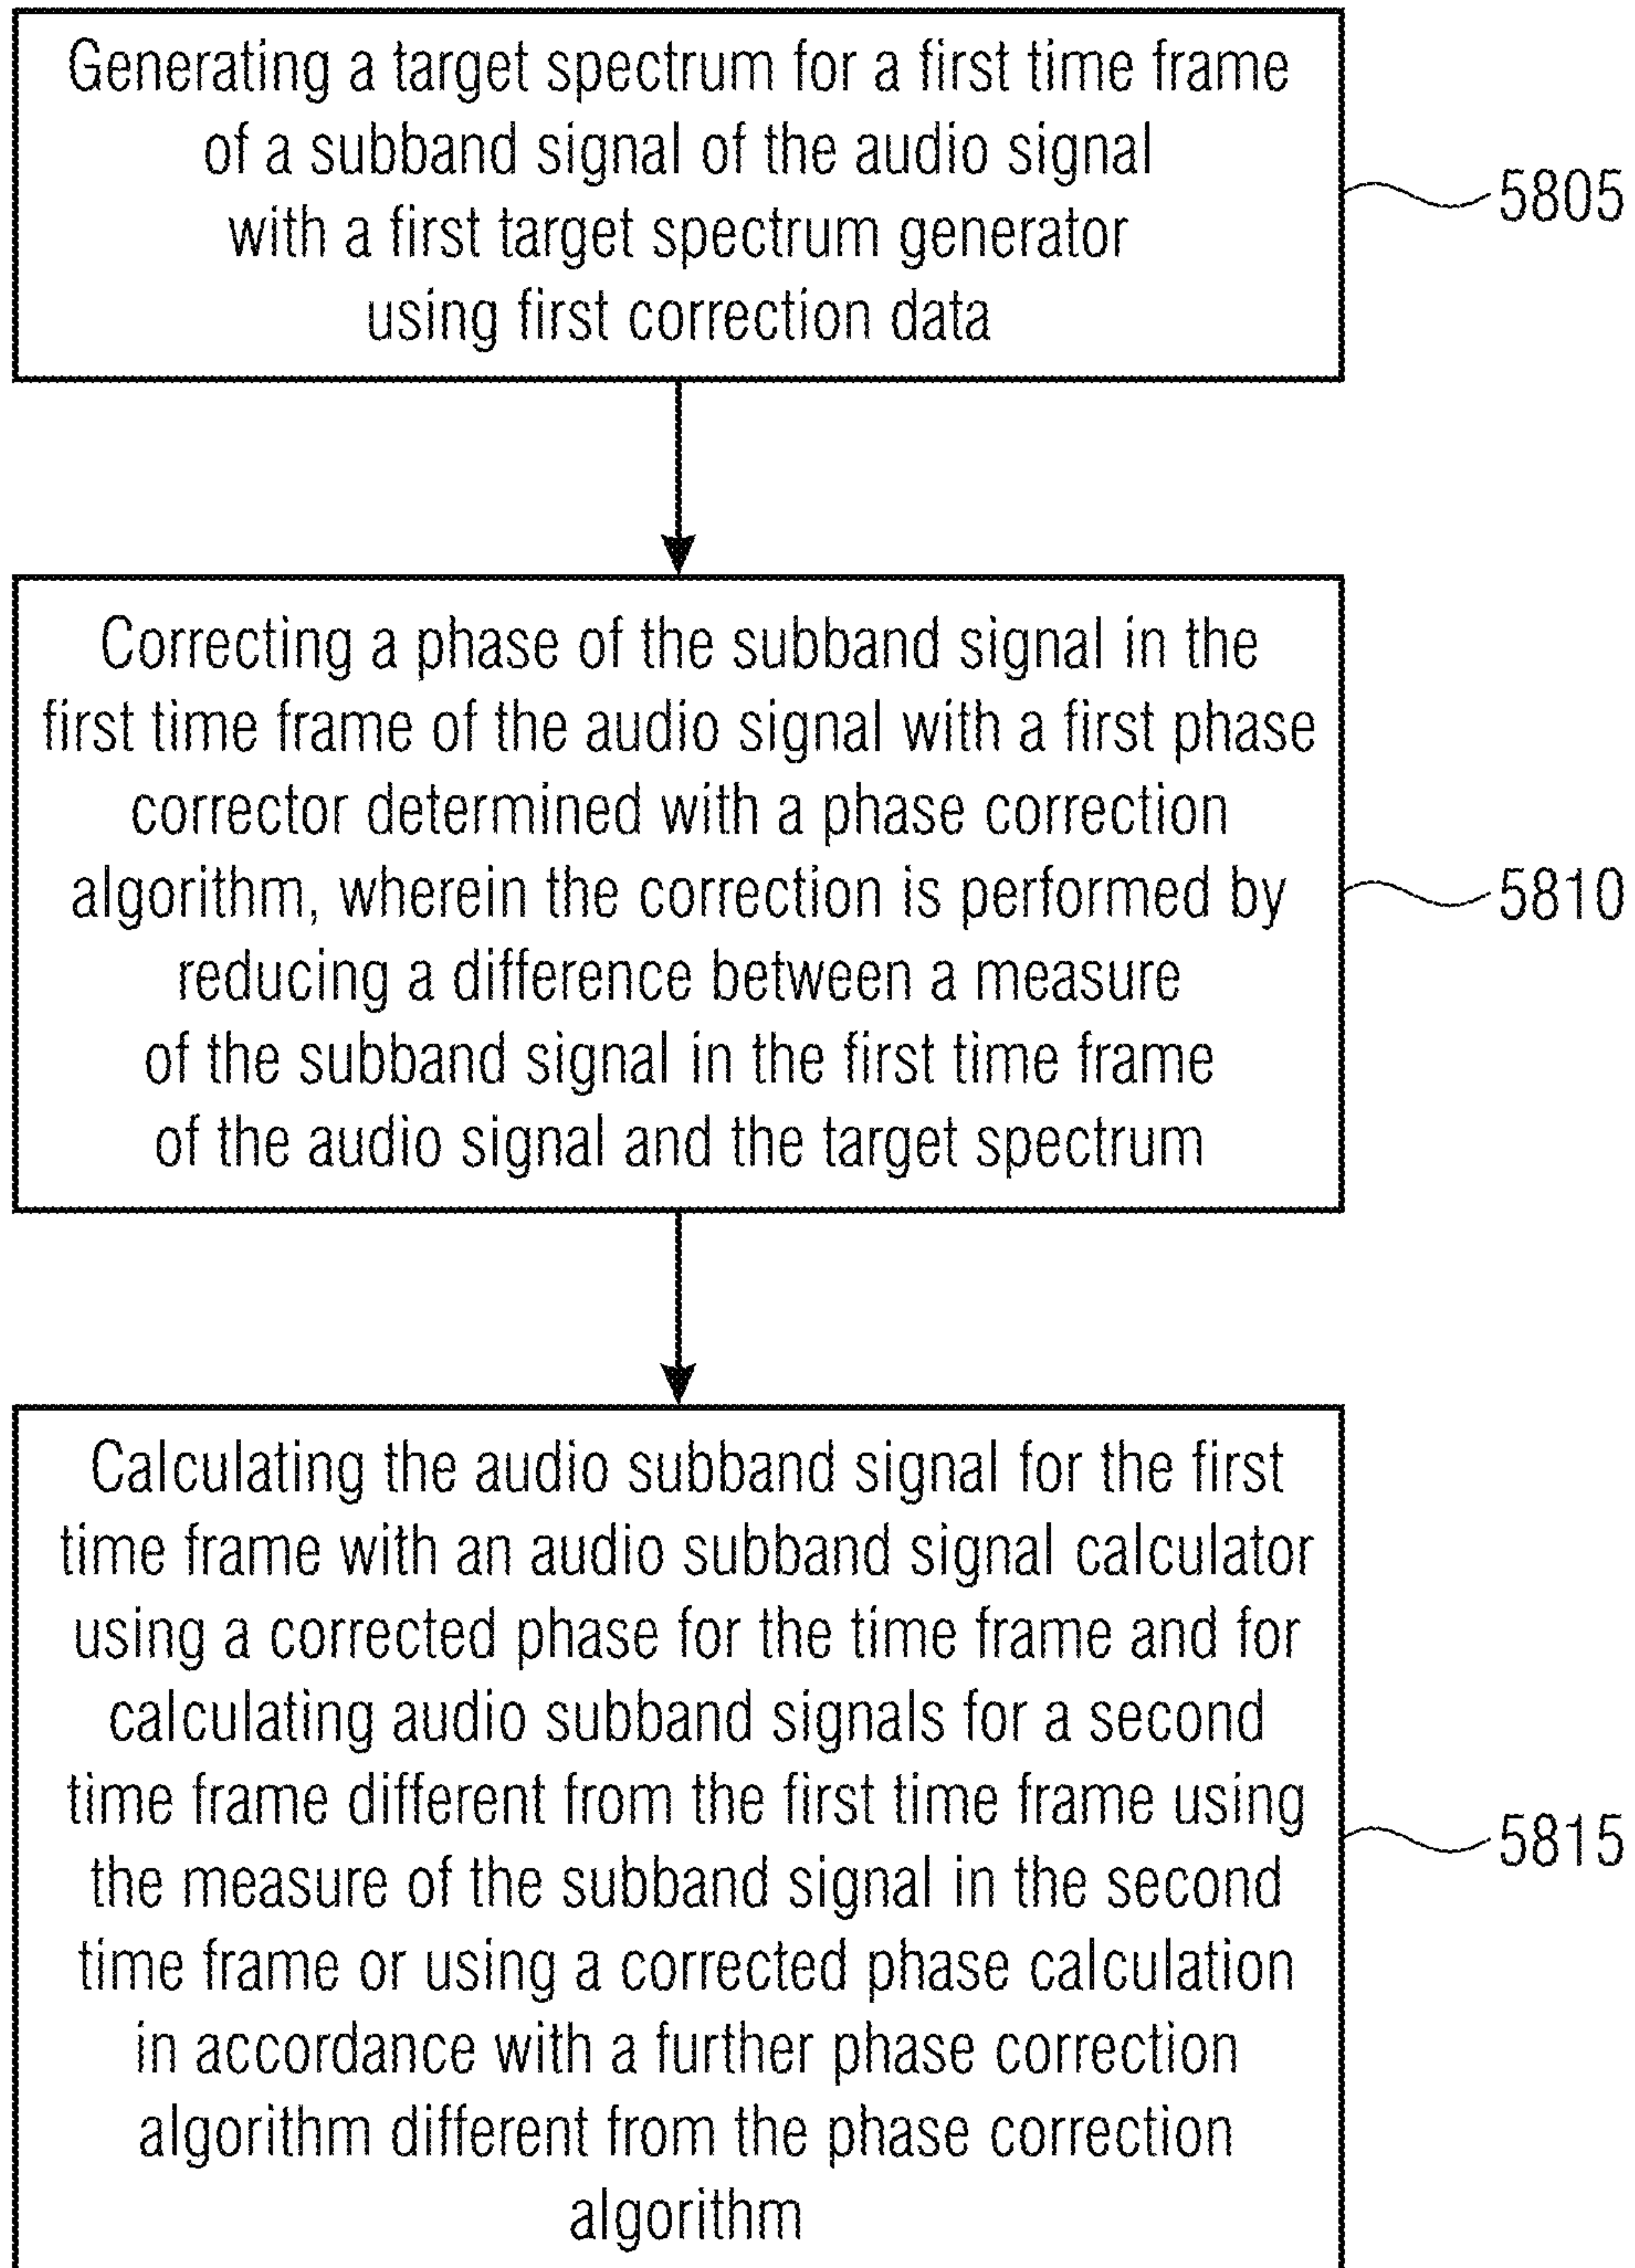 Generating a target spectrum for a first time frame
of a subband signal of the audio signal
with a first target spectrum generator
using first correction data
5805
Correcting a phase of the subband signal in the
first time frame of the audio signal with a first phase
corrector determined with a phase correction
algorithm, wherein the correction is performed by
reducing a difference between a measure
of the subband signal in the first time frame
of the audio signal and the target spectrum
5810
Calculating the audio subband signal for the first
time frame with an audio subband signal calculator
using a corrected phase for the time frame and for
calculating audio subband signals for a second
time frame different from the first time frame using
the measure of the subband signal in the second
time frame or using a corrected phase calculation
in accordance with a further phase correction
algorithm different from the phase correction
algorithm
5815